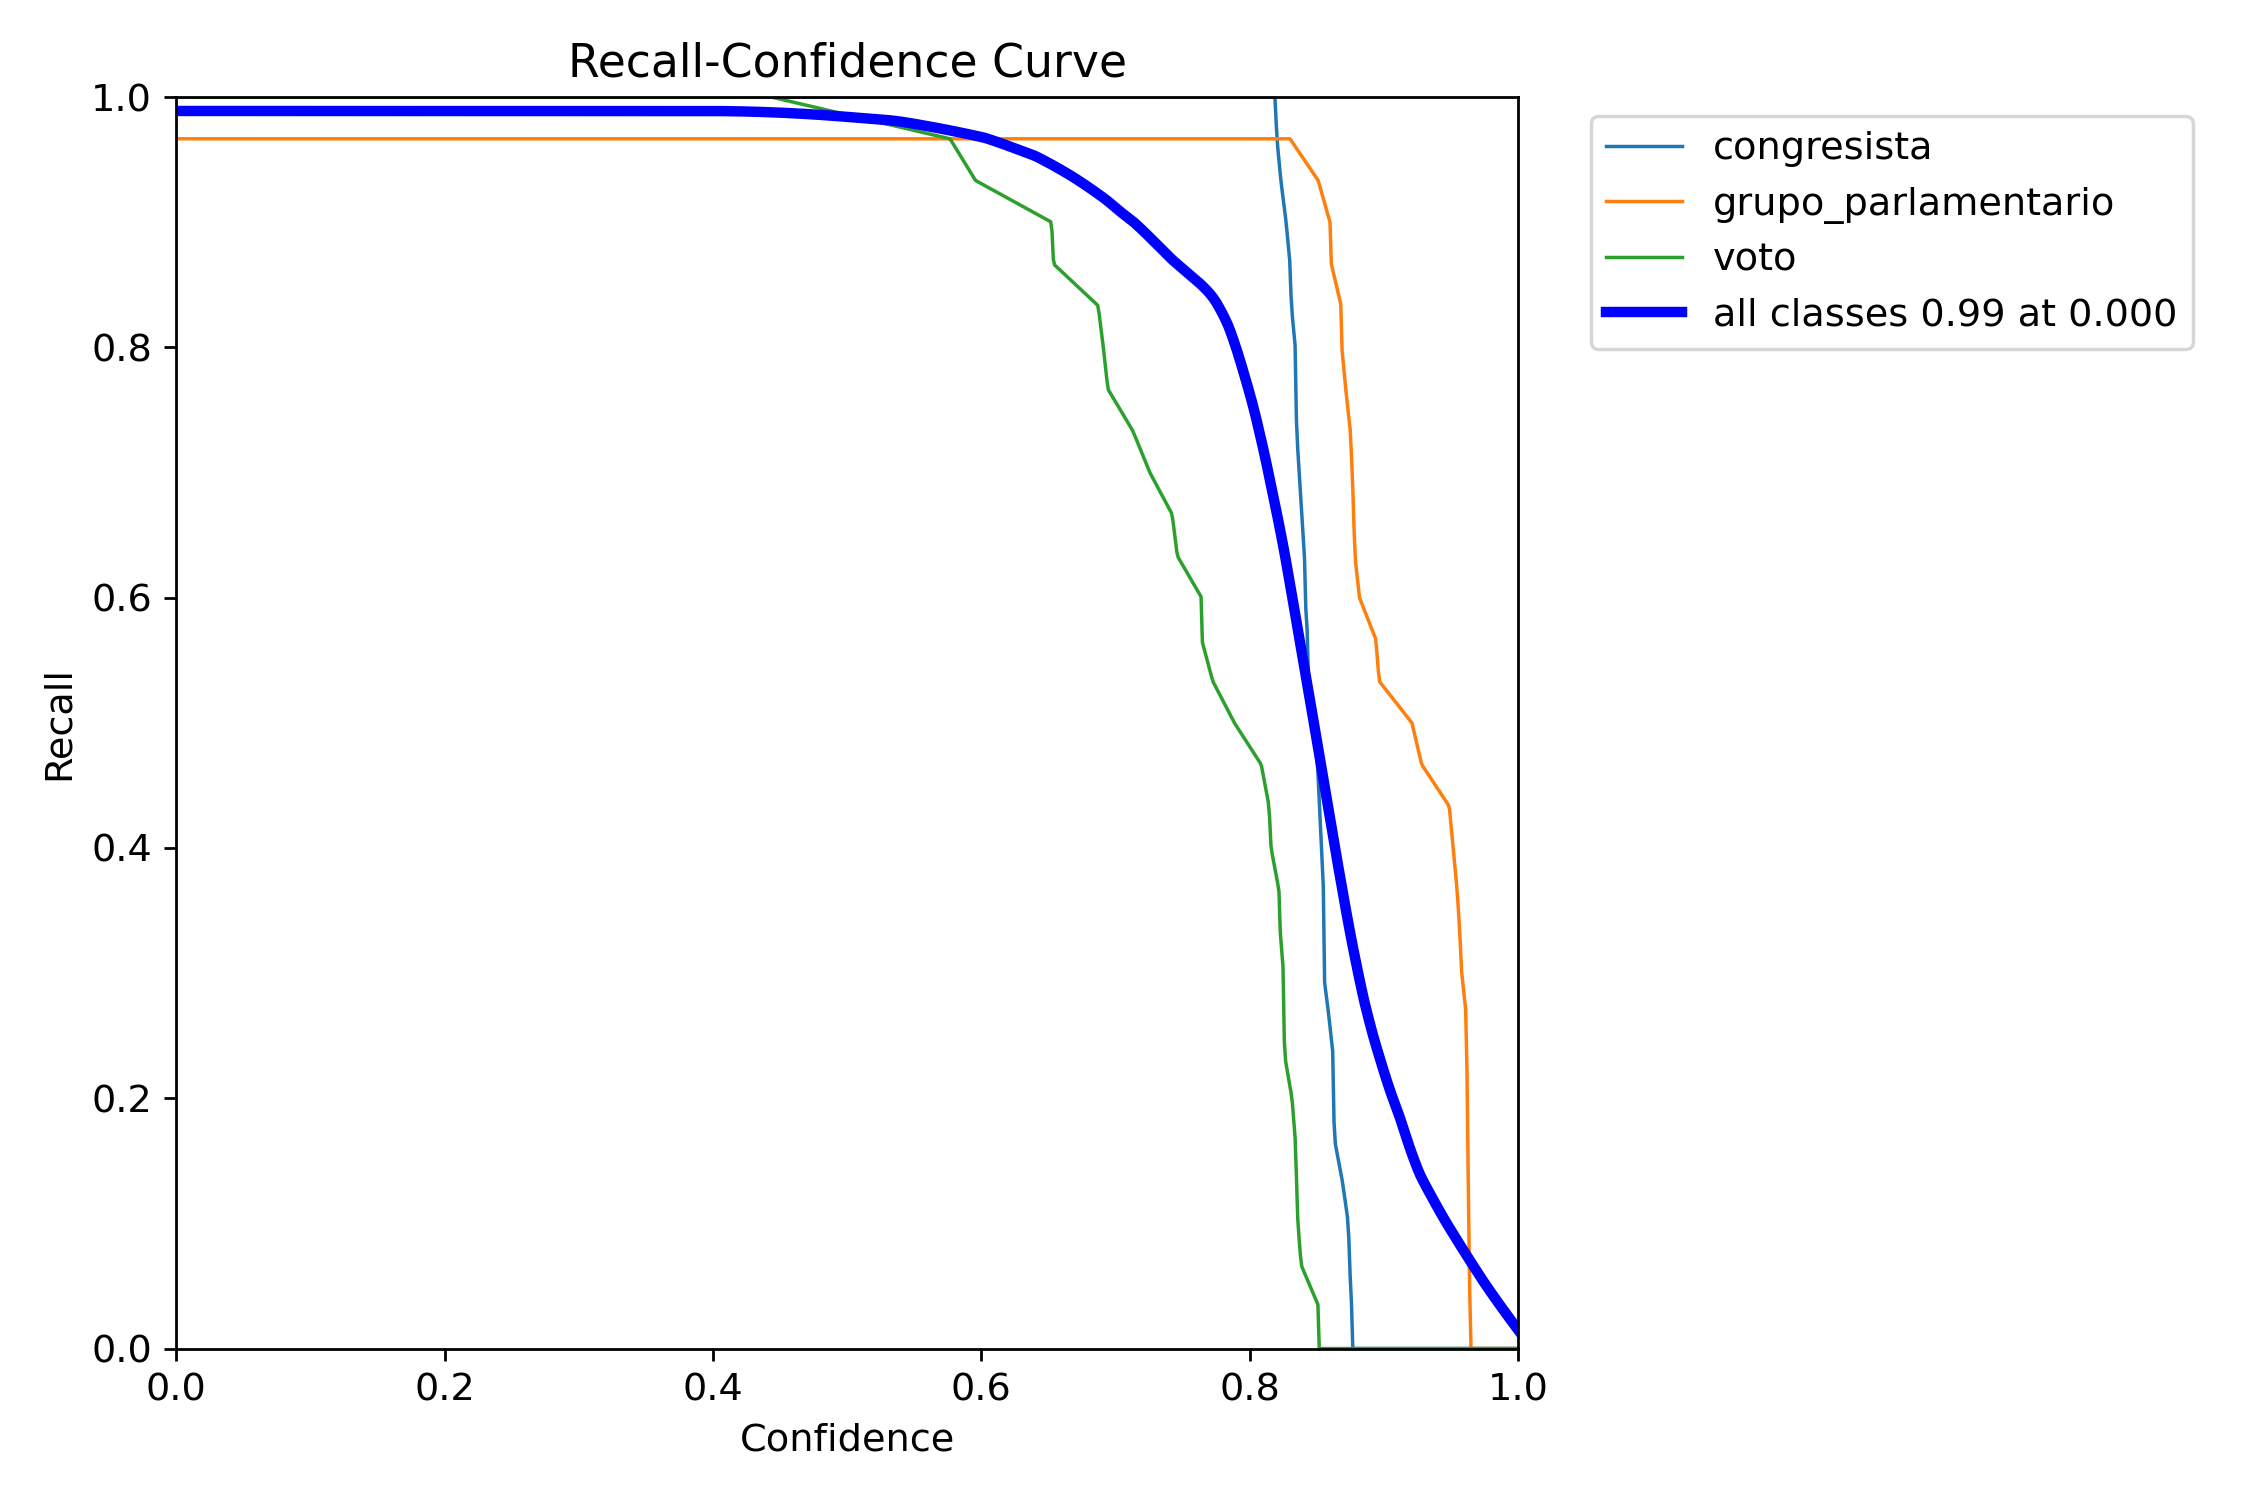 Recall-Confidence Curve
1.0
0.8
0.6
0.4
0.2
0.0
Recall
0.0 0.2 0.4 0.6 0.8 1.0
Confidence
congresista
grupo_parlamentario
voto
all classes 0.99 at 0.000